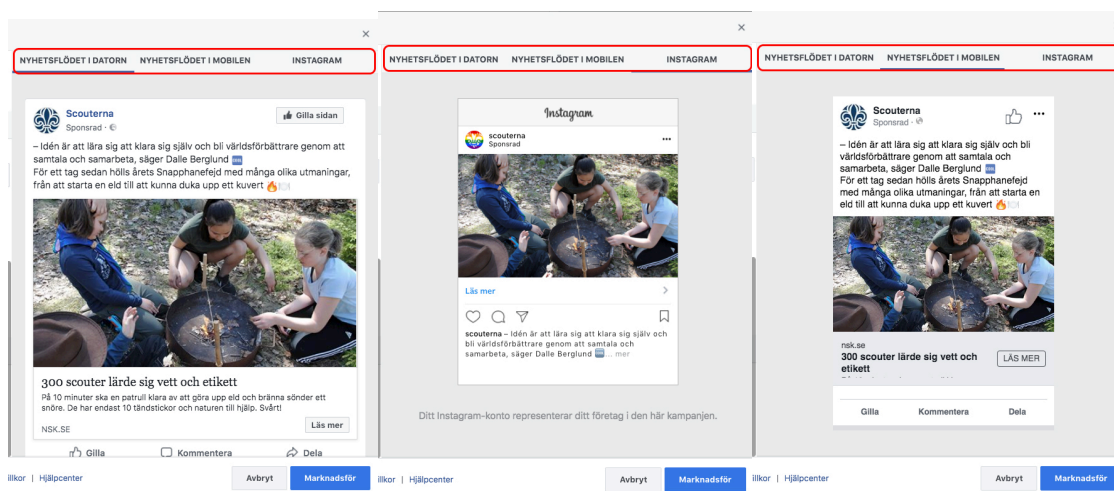 ×
NYHETSFLÖDET I DATORN NYHETSFLÖDET I MOBILEN INSTAGRAM
Scouterna
Sponsrad ·
Gilla sidan
– Idén är att lära sig att klara sig själv och bli världsförbättrare genom att
samtala och samarbeta, säger Dalle Berglund 🆕
För ett tag sedan hölls årets Snapphanefejd med många olika utmaningar,
från att starta en eld till att kunna duka upp ett kuvert 🔥🍽
300 scouter lärde sig vett och etikett
På 10 minuter ska en patrull klara av att göra upp eld och bränna sönder ett
snöre. De har endast 10 tändstickor och naturen till hjälp. Svårt!
NSK.SE
Läs mer
Gilla Kommentera Dela
illkor | Hjälpcenter
Avbryt Marknadsför
×
NYHETSFLÖDET I DATORN NYHETSFLÖDET I MOBILEN INSTAGRAM
Instagram
scouterna
Sponsrad
Läs mer
scouterna – Idén är att lära sig att klara sig själv och
bli världsförbättrare genom att samtala och
samarbeta, säger Dalle Berglund 🆕... mer
Ditt Instagram-konto representerar ditt företag i den här kampanjen.
illkor | Hjälpcenter
Avbryt Marknadsför
NYHETSFLÖDET I DATORN NYHETSFLÖDET I MOBILEN INSTAGRAM
Scouterna
Sponsrad ·
– Idén är att lära sig att klara sig själv och bli
världsförbättrare genom att samtala och
samarbeta, säger Dalle Berglund 🆕
För ett tag sedan hölls årets Snapphanefejd
med många olika utmaningar, från att starta en
eld till att kunna duka upp ett kuvert 🔥🍽
nsk.se
300 scouter lärde sig vett och
etikett
LÄS MER
Gilla Kommentera Dela
illkor | Hjälpcenter
Avbryt Marknadsför